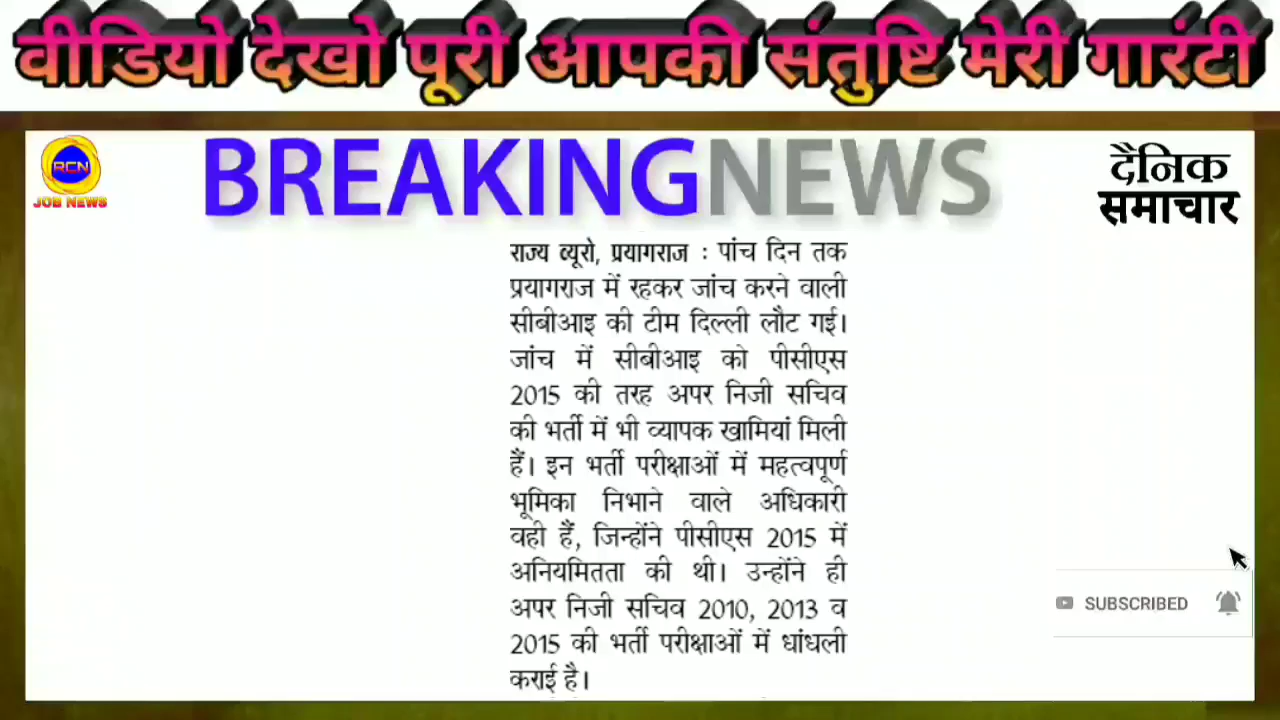 वीडियो देखो पूरी आपकी संतुष्टि मेरी गारंटी
RCN
JOB NEWS
BREAKINGNEWS
दैनिक
समाचार
राज्य व्यूरो, प्रयागराज : पांच दिन तक
प्रयागराज में रहकर जांच करने वाली
सीबीआइ की टीम दिल्ली लौट गई।
जांच में सीबीआइ को पीसीएस
2015 की तरह अपर निजी सचिव
की भर्ती में भी व्यापक खामियां मिली
हैं। इन भर्ती परीक्षाओं में महत्वपूर्ण
भूमिका निभाने वाले अधिकारी
वही हैं, जिन्होंने पीसीएस 2015 में
अनियमितता की थी। उन्होंने ही
अपर निजी सचिव 2010, 2013 व
2015 की भर्ती परीक्षाओं में धांधली
कराई है।
SUBSCRIBED